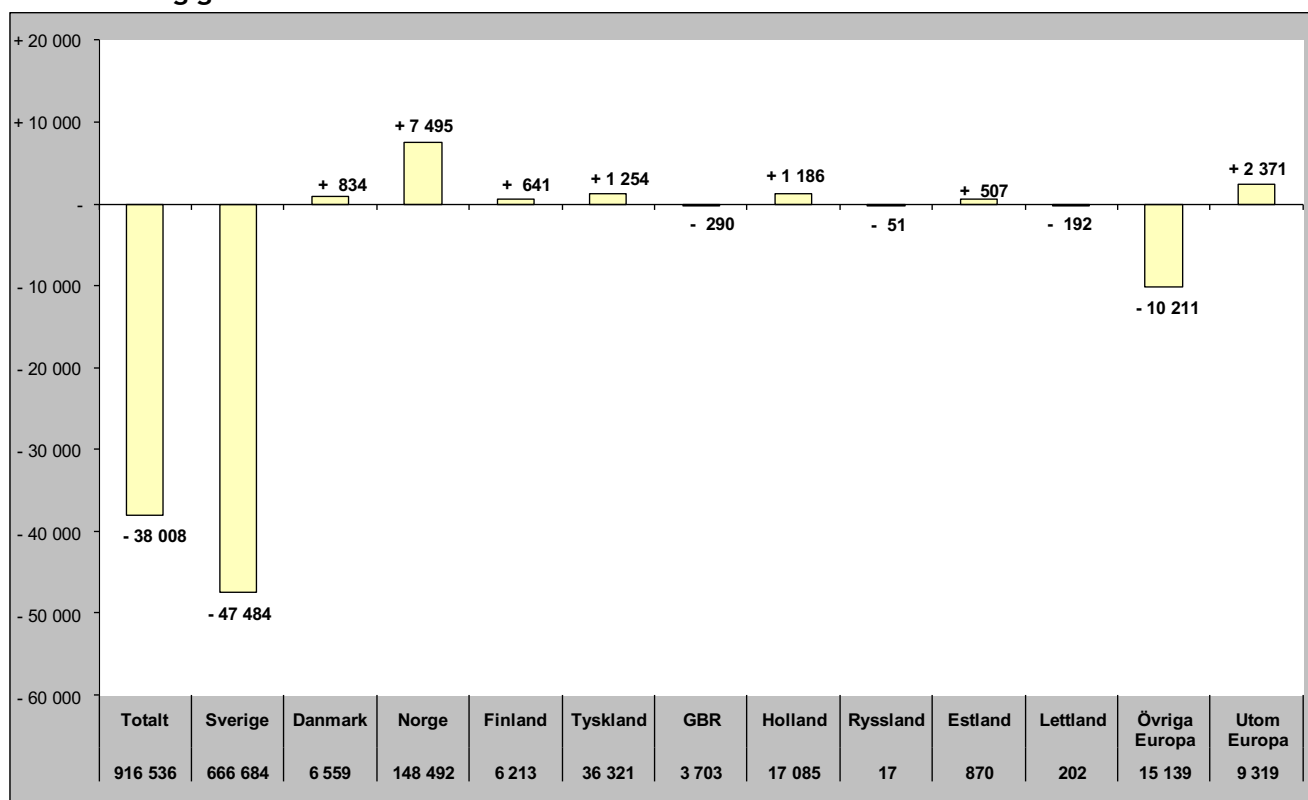 + 20 000
+ 10 000
-
- 10 000
- 20 000
- 30 000
- 40 000
- 50 000
- 60 000
- 38 008
- 47 484
+ 834
+ 7 495
+ 641
+ 1 254
- 290
+ 1 186
- 51
+ 507
- 192
- 10 211
+ 2 371
Totalt Sverige Danmark Norge Finland Tyskland GBR Holland Ryssland Estland Lettland Övriga Europa Utom Europa
916 536 666 684 6 559 148 492 6 213 36 321 3 703 17 085 17 870 202 15 139 9 319